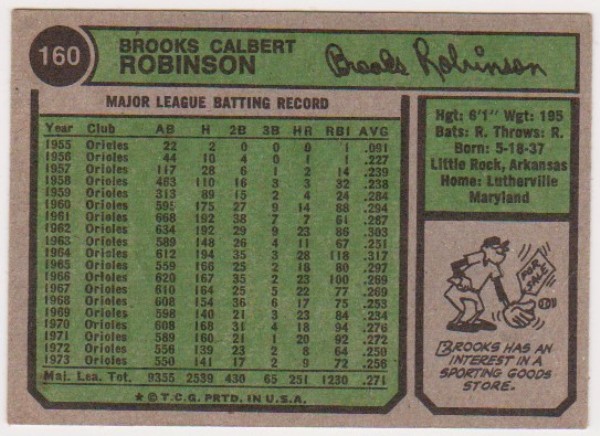 160
BROOKS CALBERT
ROBINSON
Brooks Robinson
MAJOR LEAGUE BATTING RECORD
Year Club AB H 2B 3B HR RBI AVG
1955 Orioles 22 2 0 0 0 1 .091
1956 Orioles 44 10 4 0 1 1 .227
1957 Orioles 117 28 6 1 2 14 .239
1958 Orioles 463 110 16 3 3 32 .238
1959 Orioles 313 89 15 2 4 24 .284
1960 Orioles 595 175 27 9 14 88 .294
1961 Orioles 668 192 38 7 7 61 .287
1962 Orioles 634 192 29 9 23 86 .303
1963 Orioles 589 148 26 4 11 67 .251
1964 Orioles 612 194 35 3 28 118 .317
1965 Orioles 559 166 25 2 18 80 .297
1966 Orioles 620 167 35 2 23 100 .269
1967 Orioles 610 164 25 5 22 77 .269
1968 Orioles 608 154 36 6 17 75 .253
1969 Orioles 598 140 21 3 23 84 .234
1970 Orioles 608 168 31 4 18 94 .276
1971 Orioles 589 160 21 1 20 92 .272
1972 Orioles 556 139 23 2 8 64 .250
1973 Orioles 550 141 17 2 9 72 .256
Maj. Lea. Tot. 9355 2539 430 65 251 1230 .271
★ © T.C.G. PRTD. IN U.S.A.
Hgt: 6'1" Wgt: 195
Bats: R. Throws: R.
Born: 5-18-37
Little Rock, Arkansas
Home: Lutherville
Maryland
FOR SALE
BROOKS HAS AN
INTEREST IN A
SPORTING GOODS
STORE.